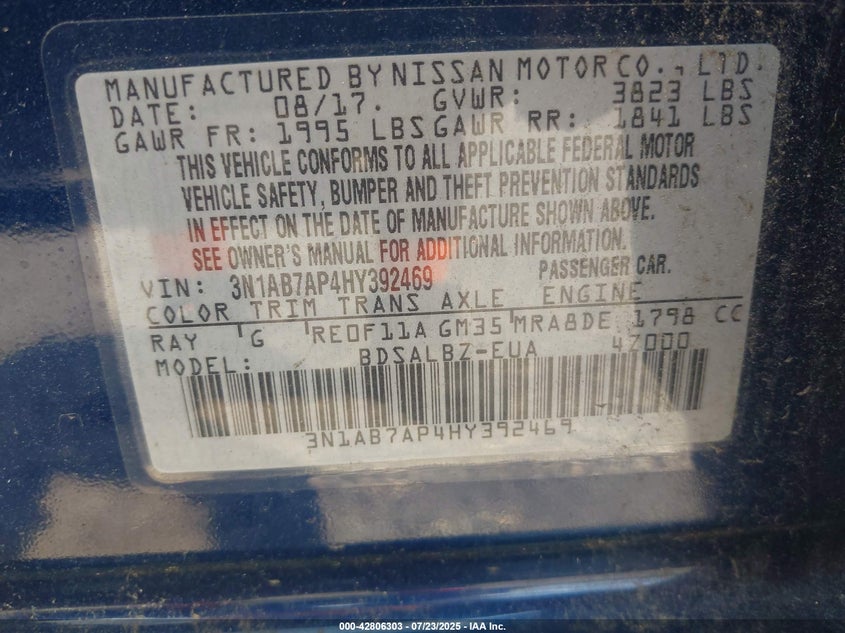 MANUFACTURED BY NISSAN MOTOR CO., LTD.
DATE: 08/17. GVWR: 3823 LBS
GAWR FR: 1995 LBS GAWR RR: 1841 LBS
THIS VEHICLE CONFORMS TO ALL APPLICABLE FEDERAL MOTOR
VEHICLE SAFETY, BUMPER AND THEFT PREVENTION STANDARDS
IN EFFECT ON THE DATE OF MANUFACTURE SHOWN ABOVE.
SEE OWNER'S MANUAL FOR ADDITIONAL INFORMATION.
VIN: 3N1AB7AP4HY392469 PASSENGER CAR.
COLOR TRIM TRANS AXLE ENGINE
RAY G RE0F11A GM35 MRA8DE 1798 CC
MODEL: BDSALBZ-EUA 4Z000
3N1AB7AP4HY392469
000-42806303 - 07/23/2025 - IAA Inc.